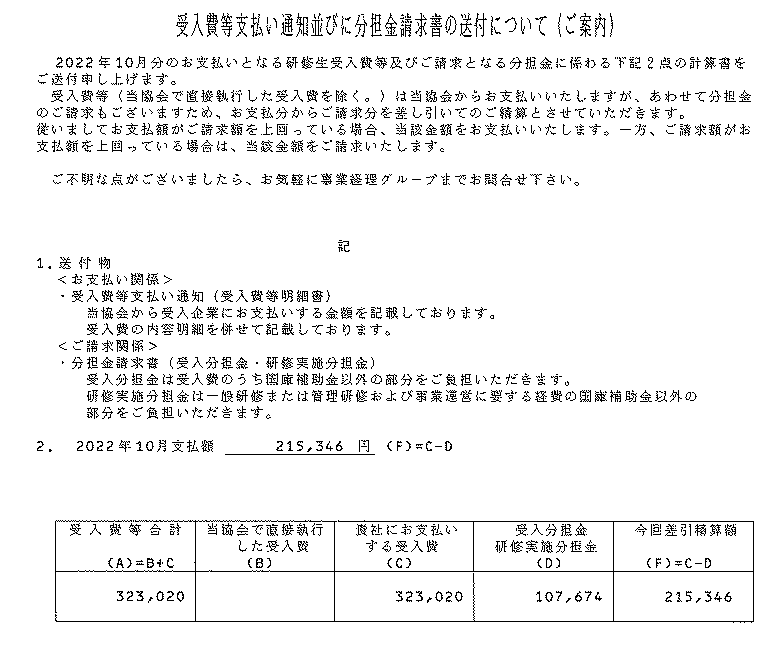 受入費等支払い通知並びに分担金請求書の送付について（ご案内）
2022年10月分のお支払いとなる研修生受入費等及びご請求となる分担金に係わる下記2点の計算書を
ご送付申し上げます。
受入費等（当協会で直接執行した受入費を除く。）は当協会からお支払いいたしますが、あわせて分担金
のご請求もございますため、お支払分からご請求分を差し引いてのご精算とさせていただきます。
従いましてお支払額がご請求額を上回っている場合、当該金額をお支払いいたします。一方、ご請求額がお
支払額を上回っている場合は、当該金額をご請求いたします。
ご不明な点がございましたら、お気軽に事業経理グループまでお問合せ下さい。
記
1．送付物
＜お支払い関係＞
・受入費等支払い通知（受入費等明細書）
当協会から受入企業にお支払いする金額を記載しております。
受入費の内容明細を併せて記載しております。
＜ご請求関係＞
・分担金請求書（受入分担金・研修実施分担金）
受入分担金は受入費のうち国庫補助金以外の部分をご負担いただきます。
研修実施分担金は一般研修または管理研修および事業運営に要する経費の国庫補助金以外の
部分をご負担いただきます。
2． 2022年10月支払額 215,346 円 (F)=C-D
受入費等合計 当協会で直接執行 貴社にお支払い 受入分担金 今回差引精算額
した受入費 する受入費 研修実施分担金
(A)=B+C (B) (C) (D) (F)=C-D
323,020 323,020 107,674 215,346